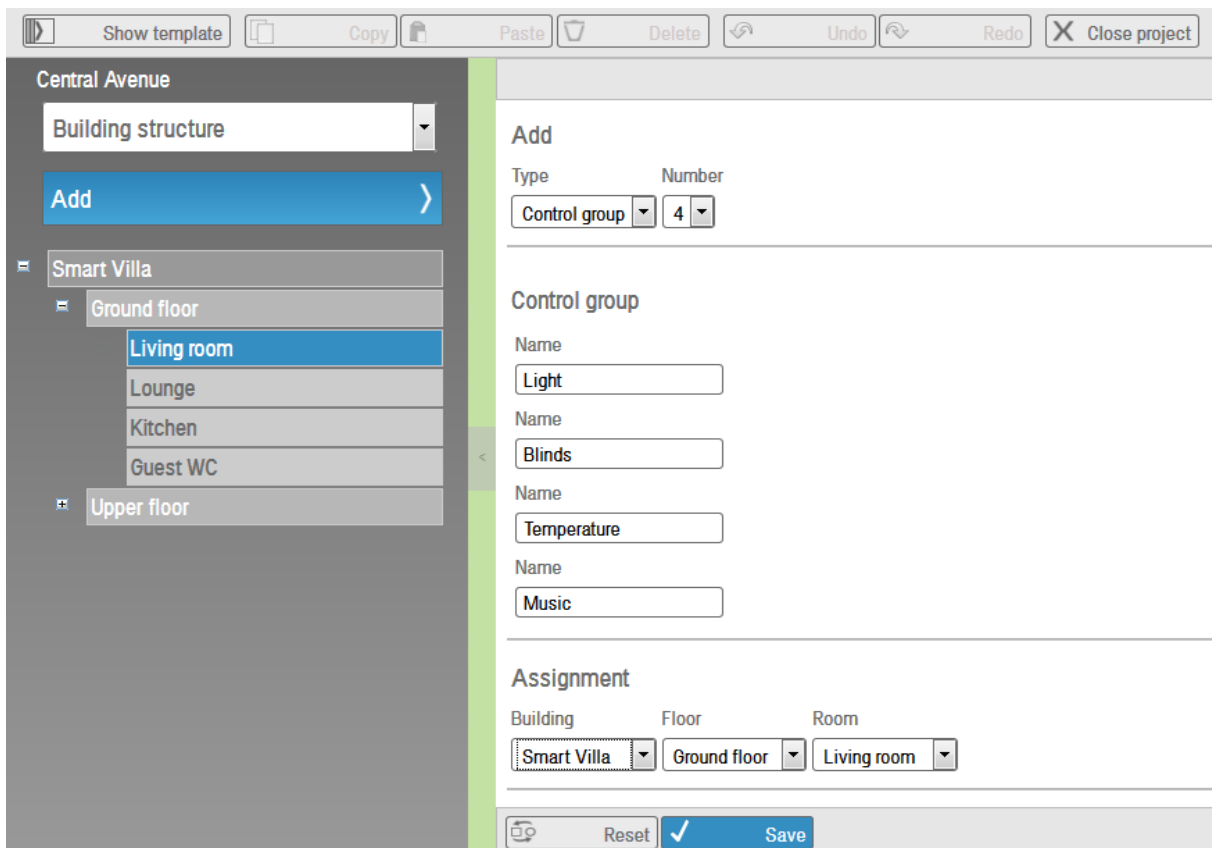 Show template Copy Paste Delete Undo Redo Close project
Central Avenue
Building structure
Add
Smart Villa
Ground floor
Living room
Lounge
Kitchen
Guest WC
Upper floor
<
Add
Type Number
Control group 4
Control group
Name
Light
Name
Blinds
Name
Temperature
Name
Music
Assignment
Building Floor Room
Smart Villa Ground floor Living room
Reset Save